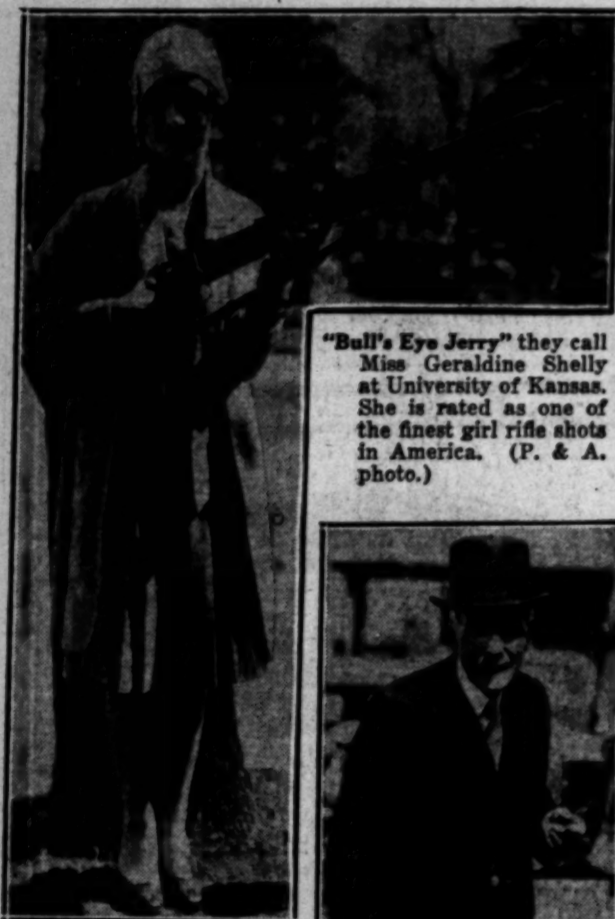 "Bull's Eye Jerry" they call
Miss Geraldine Shelly
at University of Kansas.
She is rated as one of
the finest girl rifle shots
in America. (P. & A.
photo.)